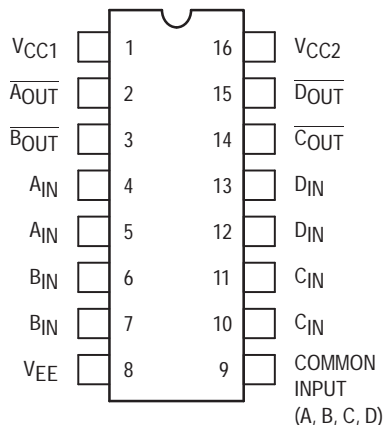 VCC1 1 16 VCC2
AOUT 2 15 DOUT
BOUT 3 14 COUT
AIN 4 13 DIN
AIN 5 12 DIN
BIN 6 11 CIN
BIN 7 10 CIN
VEE 8 9 COMMON
INPUT
(A, B, C, D)